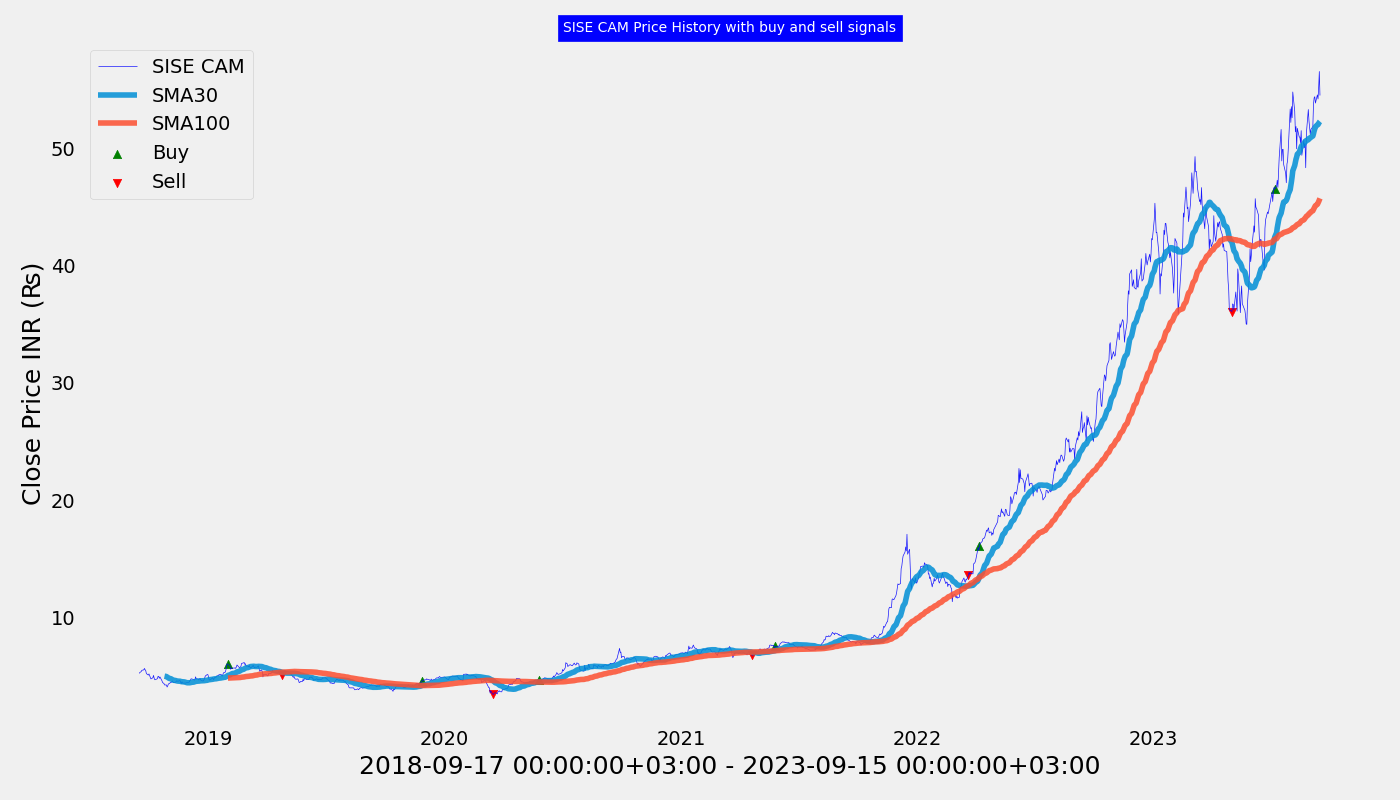 SISE CAM Price History with buy and sell signals
SISE CAM
SMA30
SMA100
Buy
Sell
Close Price INR (₨)
50
40
30
20
10
2019 2020 2021 2022 2023
2018-09-17 00:00:00+03:00 - 2023-09-15 00:00:00+03:00